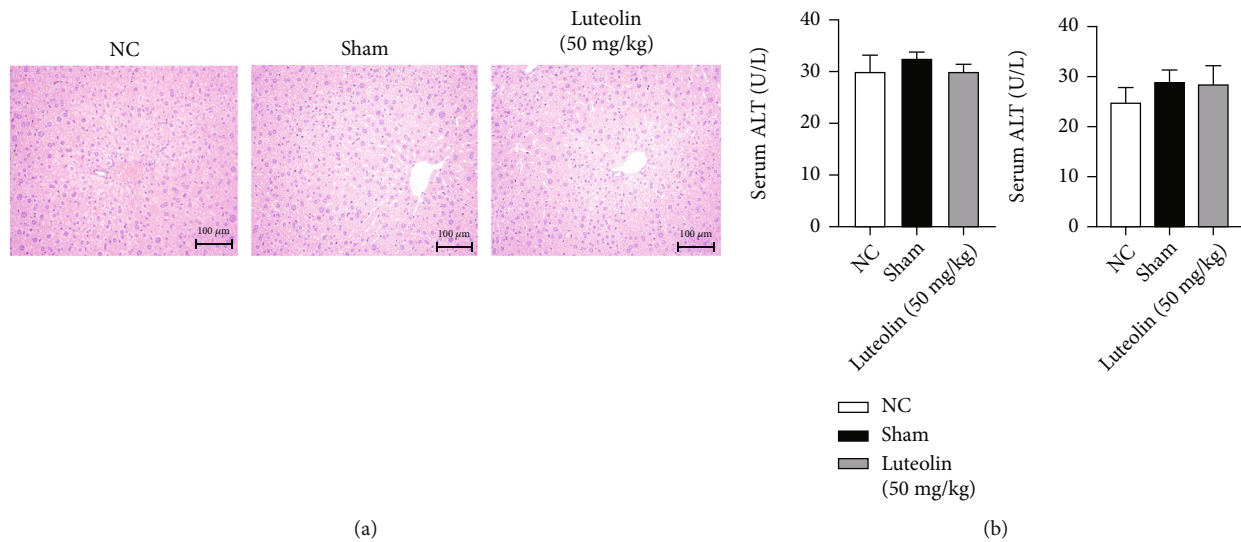 NC
Sham
Luteolin
(50 mg/kg)
100 μm
100 μm
100 μm
(a)
Serum ALT (U/L)
40
30
20
10
0
NC
Sham
Luteolin (50 mg/kg)
Serum ALT (U/L)
40
30
20
10
0
NC
Sham
Luteolin (50 mg/kg)
NC
Sham
Luteolin
(50 mg/kg)
(b)